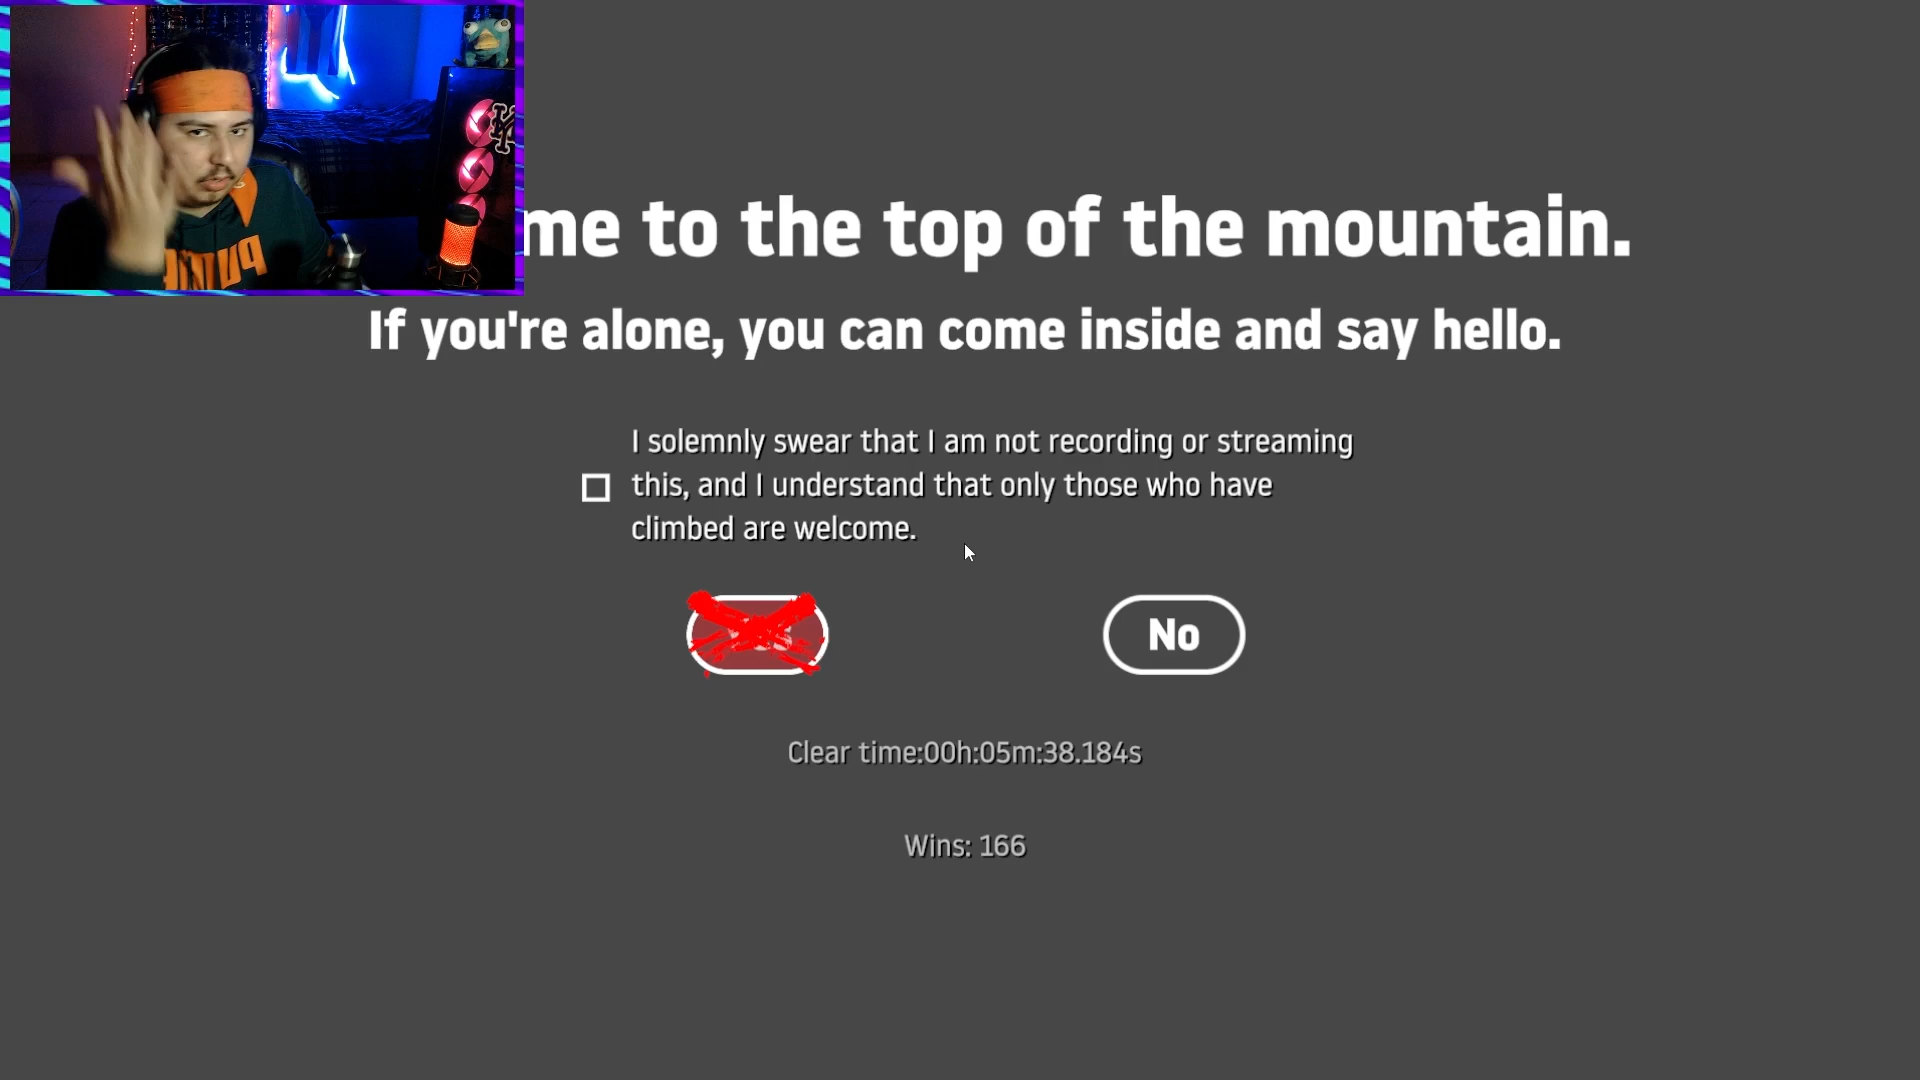 me to the top of the mountain.
If you're alone, you can come inside and say hello.
I solemnly swear that I am not recording or streaming
this, and I understand that only those who have
climbed are welcome.
No
Clear time:00h:05m:38.184s
Wins: 166